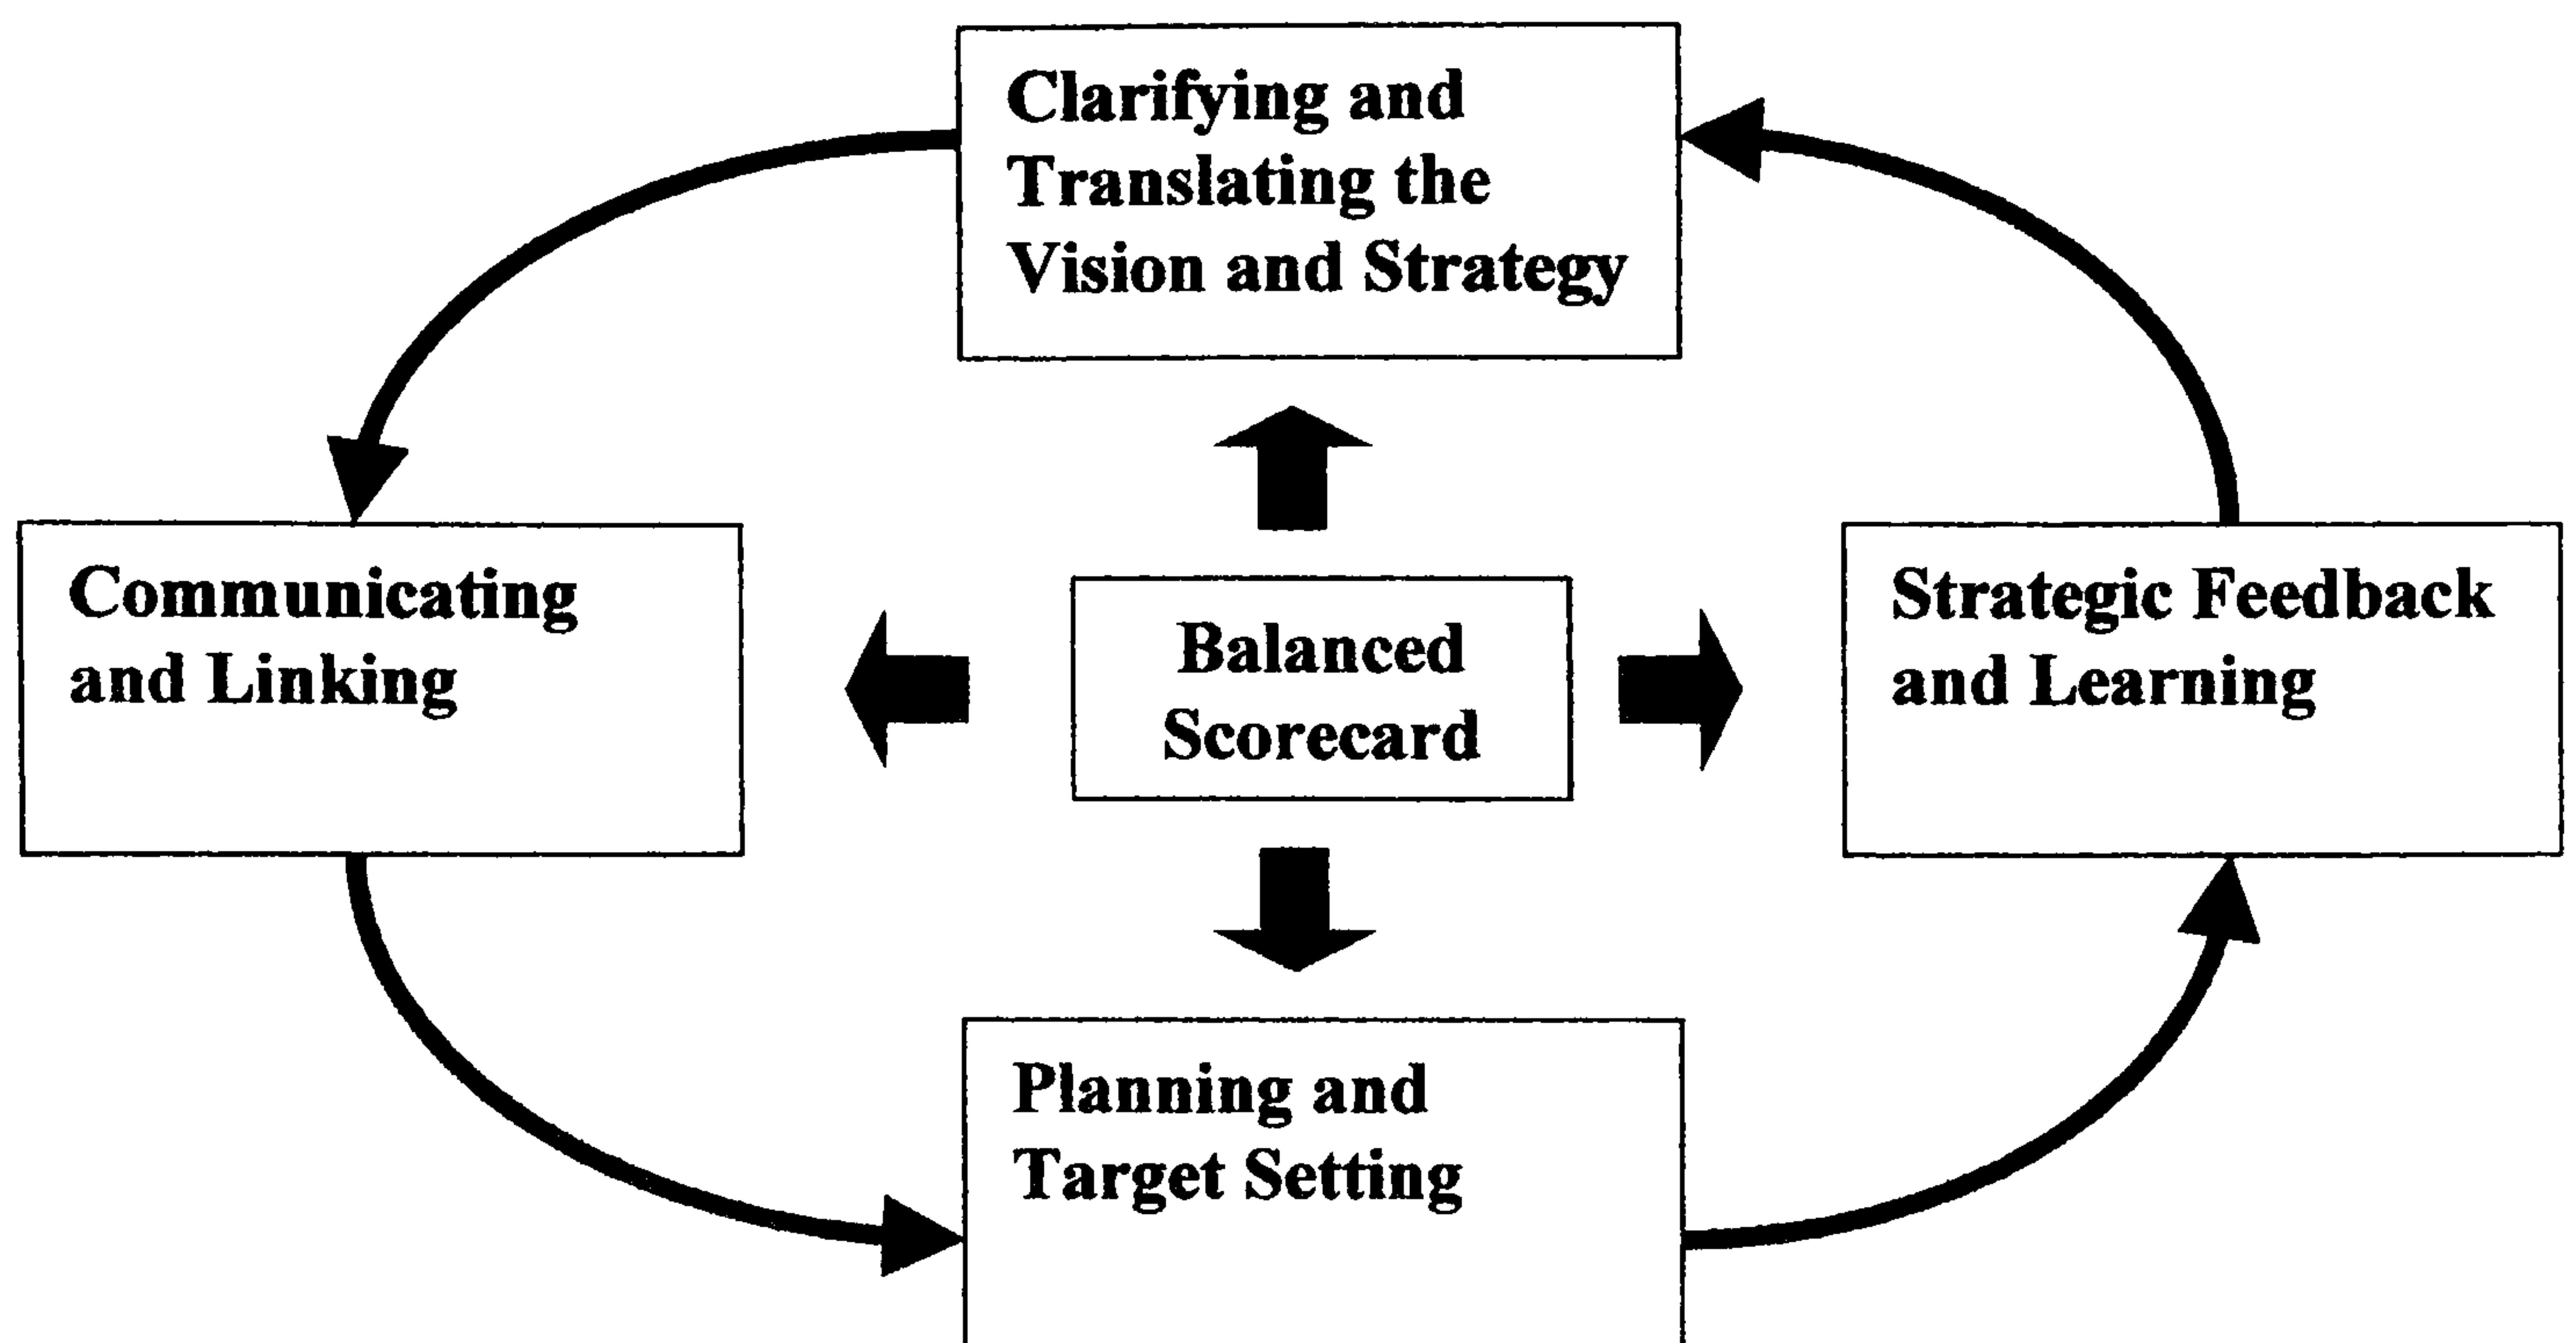 Clarifying and
Translating the
Vision and Strategy
Communicating
and Linking
Balanced
Scorecard
Strategic Feedback
and Learning
Planning and
Target Setting